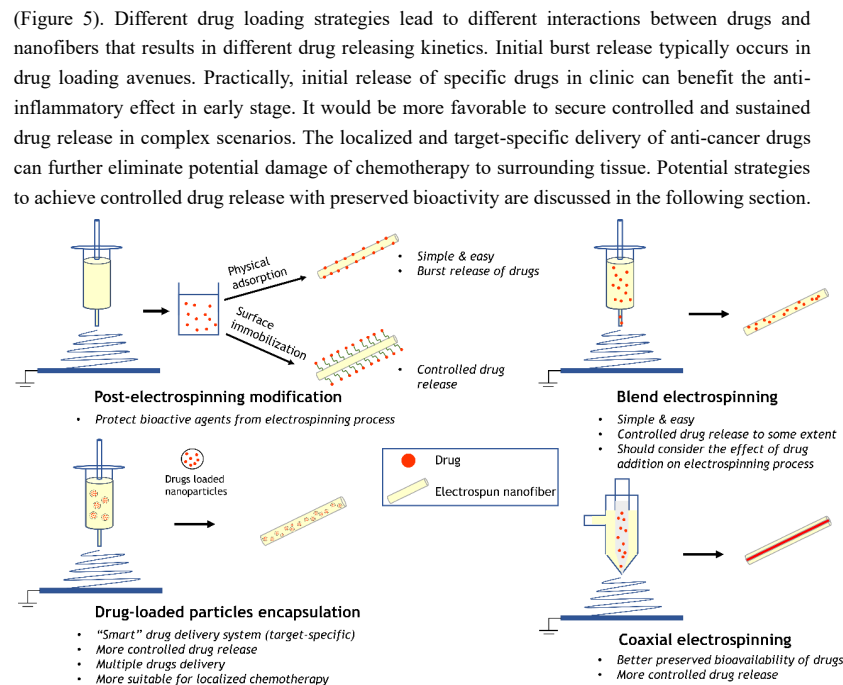 (Figure 5). Different drug loading strategies lead to different interactions between drugs and
nanofibers that results in different drug releasing kinetics. Initial burst release typically occurs in
drug loading avenues. Practically, initial release of specific drugs in clinic can benefit the anti-
inflammatory effect in early stage. It would be more favorable to secure controlled and sustained
drug release in complex scenarios. The localized and target-specific delivery of anti-cancer drugs
can further eliminate potential damage of chemotherapy to surrounding tissue. Potential strategies
to achieve controlled drug release with preserved bioactivity are discussed in the following section.
Physical
adsorption
• Simple & easy
• Burst release of drugs
Surface
immobilization
• Controlled drug
release
Post-electrospinning modification
• Protect bioactive agents from electrospinning process
Blend electrospinning
• Simple & easy
• Controlled drug release to some extent
• Should consider the effect of drug
addition on electrospinning process
Drugs loaded
nanoparticles
Drug
Electrospun nanofiber
Drug-loaded particles encapsulation
• “Smart” drug delivery system (target-specific)
• More controlled drug release
• Multiple drugs delivery
• More suitable for localized chemotherapy
Coaxial electrospinning
• Better preserved bioavailability of drugs
• More controlled drug release